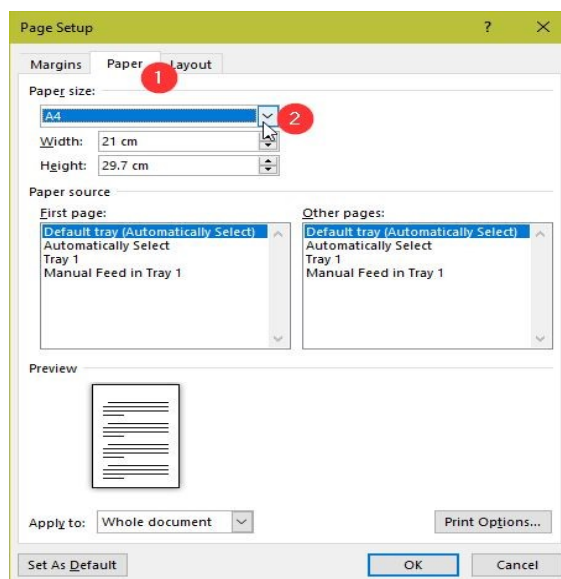 Page Setup ? ×
Margins Paper Layout
1
Paper size:
A4
2
Width: 21 cm
Height: 29.7 cm
Paper source
First page: Other pages:
Default tray (Automatically Select) Default tray (Automatically Select)
Automatically Select Automatically Select
Tray 1 Tray 1
Manual Feed in Tray 1 Manual Feed in Tray 1
Preview
Apply to: Whole document Print Options...
Set As Default OK Cancel